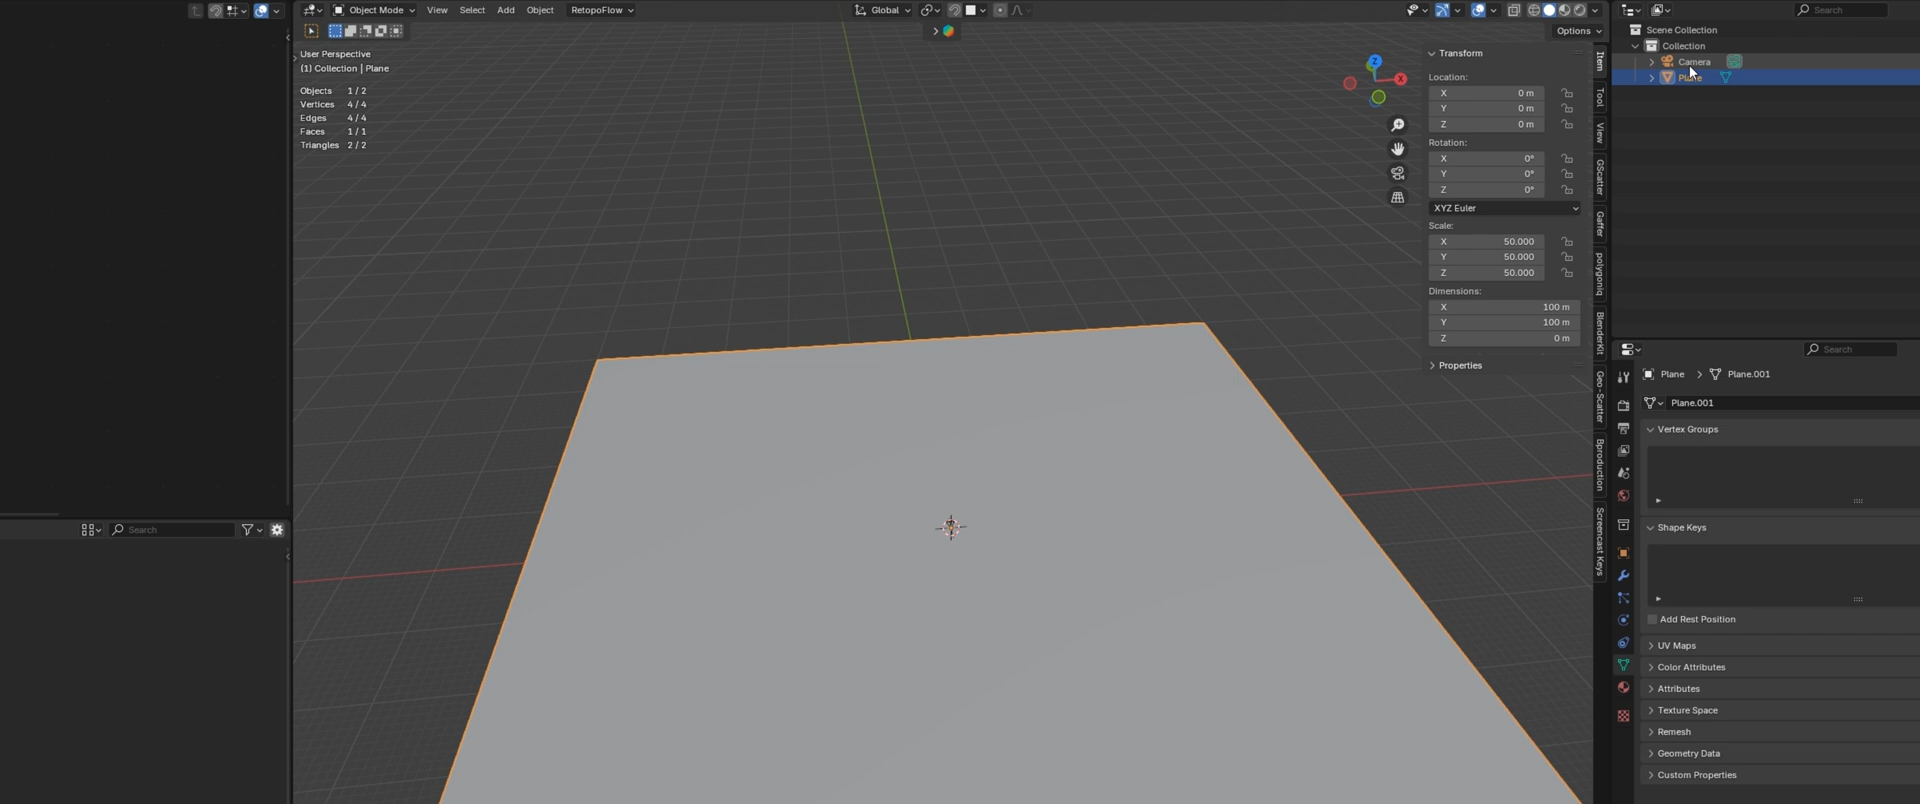 Object Mode View Select Add Object RetopoFlow Global
Search
Options
User Perspective
(1) Collection | Plane
Objects 1 / 2
Vertices 4 / 4
Edges 4 / 4
Faces 1 / 1
Triangles 2 / 2
Z
X
Transform
Location:
X 0 m
Y 0 m
Z 0 m
Rotation:
X 0°
Y 0°
Z 0°
XYZ Euler
Scale:
X 50.000
Y 50.000
Z 50.000
Dimensions:
X 100 m
Y 100 m
Z 0 m
Properties
Item
Tool
View
GScatter
Gaffer
polygoniq
BlenderKit
Geo-Scatter
Bproduction
Screencast Keys
Scene Collection
Collection
Camera
Plane
Search
Plane Plane.001
Plane.001
Vertex Groups
Shape Keys
Add Rest Position
UV Maps
Color Attributes
Attributes
Texture Space
Remesh
Geometry Data
Custom Properties
Search